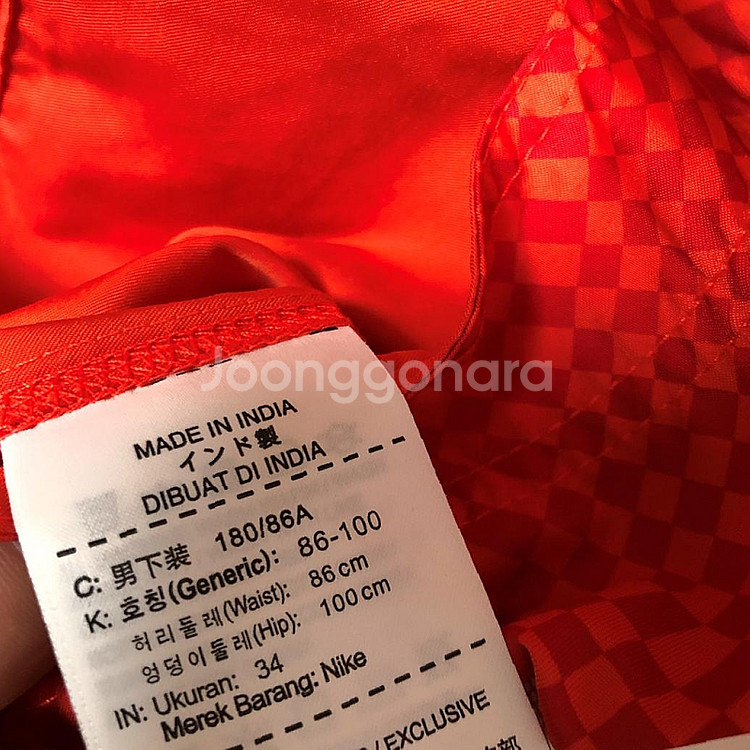 Joonggonara
MADE IN INDIA
インド製
DIBUAT DI INDIA
C: 男下装 180/86A
K: 호칭(Generic): 86-100
허리둘레(Waist): 86 cm
엉덩이둘레(Hip): 100 cm
IN: Ukuran: 34
Merek Barang: Nike
/ EXCLUSIVE